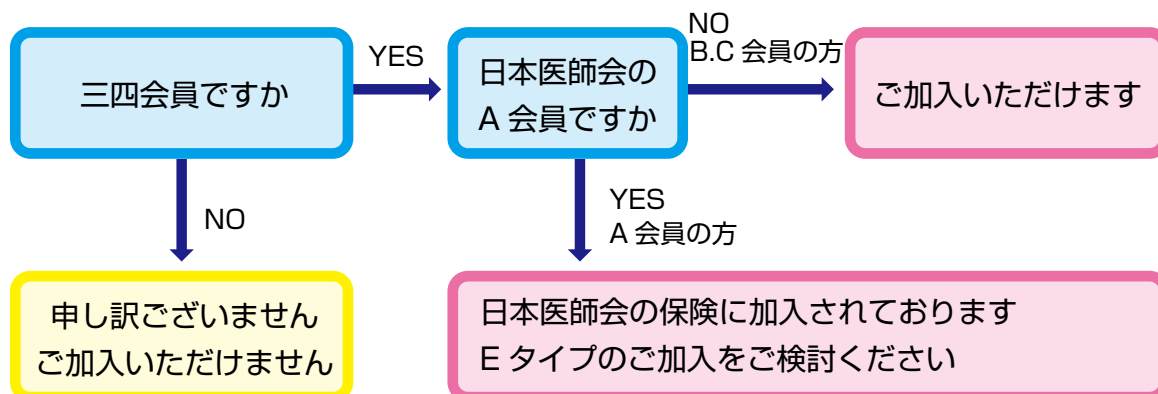 三四会員ですか
YES
日本医師会の
A 会員ですか
NO
B.C 会員の方
ご加入いただけます
NO
YES
A 会員の方
申し訳ございません
ご加入いただけません
日本医師会の保険に加入されております
E タイプのご加入をご検討ください